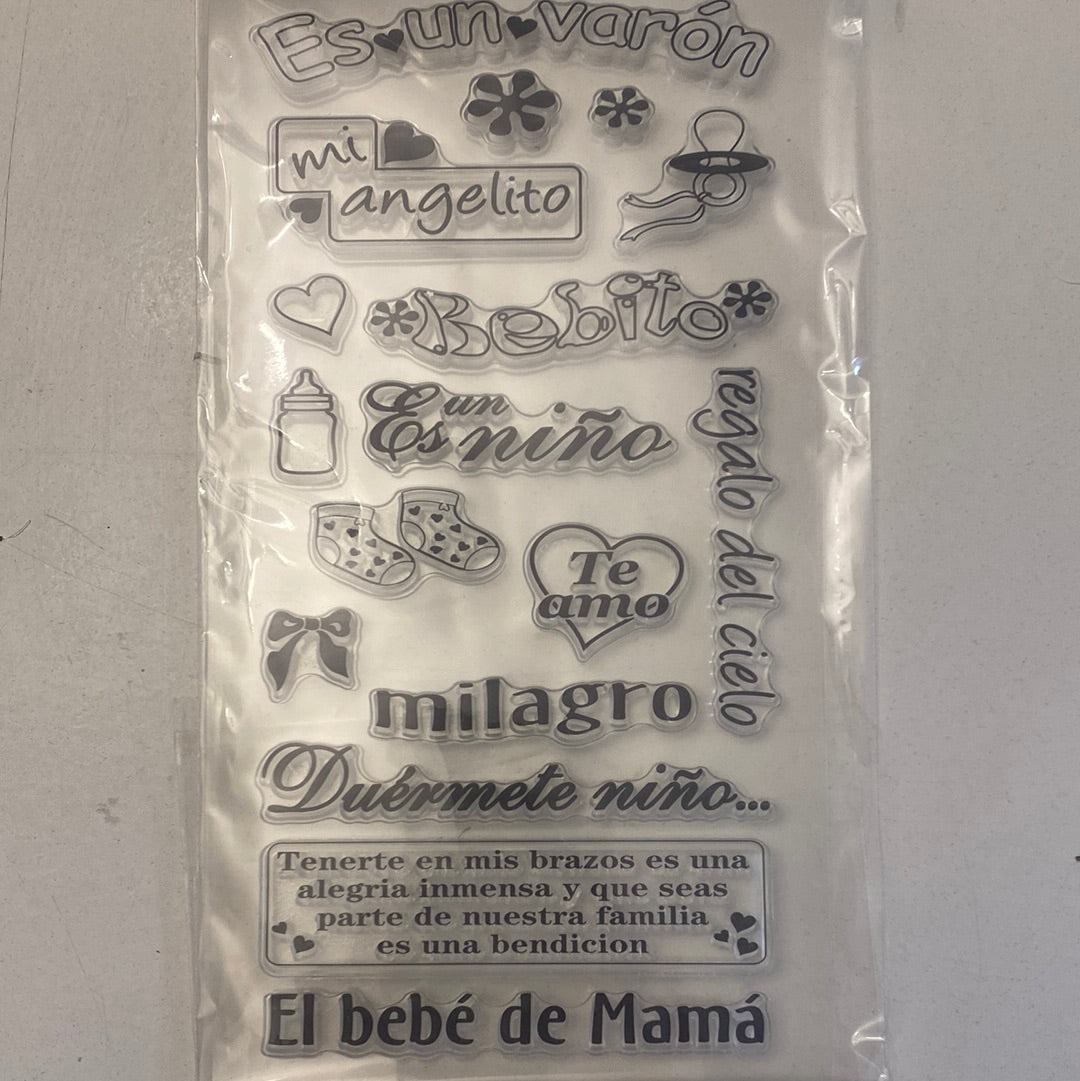 Es un varón
mi
angelito
Bebito
Es un niño
regalo del cielo
Te
amo
milagro
Duérmete niño...
Tenerte en mis brazos es una
alegria inmensa y que seas
parte de nuestra familia
es una bendicion
El bebé de Mamá